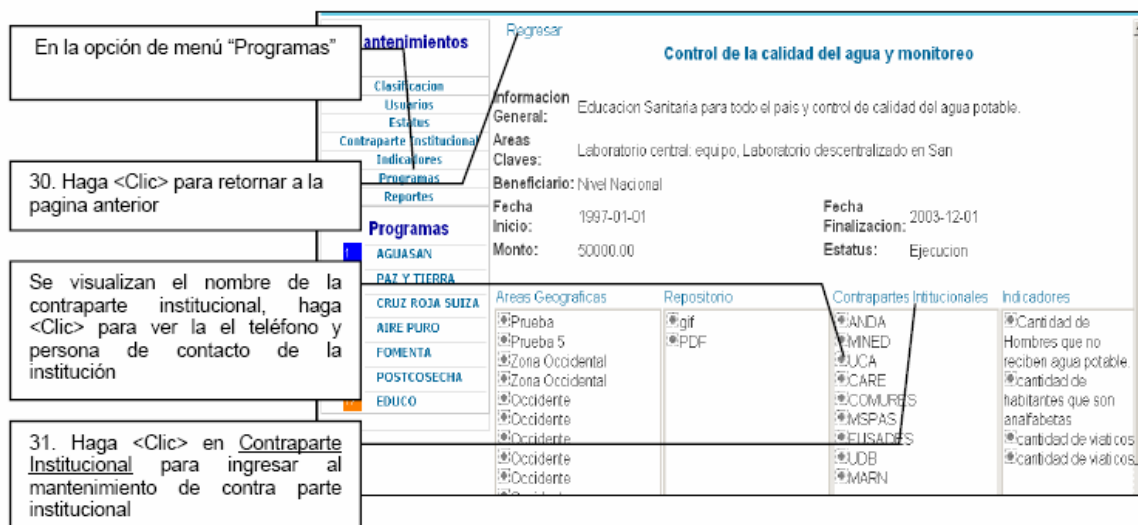 En la opción de menú “Programas”
30. Haga <Clic> para retornar a la
pagina anterior
Se visualizan el nombre de la
contraparte institucional, haga
<Clic> para ver la el teléfono y
persona de contacto de la
institución
31. Haga <Clic> en Contraparte
Institucional para ingresar al
mantenimiento de contra parte
institucional
antenimientos
Clasificacion
Usuarios
Estatus
Contraparte Institucional
Indicadores
Programas
Reportes
Programas
1 AGUASAN
PAZ Y TIERRA
CRUZ ROJA SUIZA
AIRE PURO
FOMENTA
POSTCOSECHA
EDUCO
Regresar
Control de la calidad del agua y monitoreo
Informacion
General: Educacion Sanitaria para todo el pais y control de calidad del agua potable.
Areas
Claves: Laboratorio central: equipo, Laboratorio descentralizado en San
Beneficiario: Nivel Nacional
Fecha
Inicio: 1997-01-01
Fecha
Finalizacion: 2003-12-01
Monto: 50000.00
Estatus: Ejecucion
Areas Geograficas
Prueba
Prueba 5
Zona Occidental
Zona Occidental
Occidente
Occidente
Occidente
Occidente
Occidente
Repositorio
gif
PDF
Contrapartes Intitucionales
ANDA
MINED
UCA
CARE
COMURES
MSPAS
FUSADES
UDB
MARN
Indicadores
Cantidad de
Hombres que no
reciben agua potable.
cantidad de
habitantes que son
anafabetas
cantidad de viaticos
cantidad de viaticos